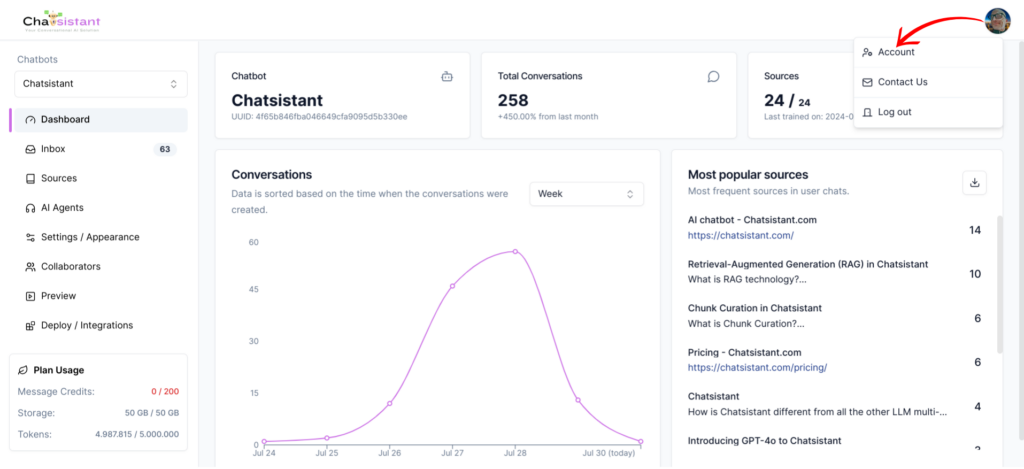 Chatsistant
Your Conversational AI Solution
Account
Contact Us
Log out
Chatbots
Chatsistant
Dashboard
Inbox 63
Sources
AI Agents
Settings / Appearance
Collaborators
Preview
Deploy / Integrations
Plan Usage
Message Credits: 0 / 200
Storage: 50 GB / 50 GB
Tokens: 4.987.815 / 5.000.000
Chatbot
Chatsistant
UUID: 4f65b846fba046649cfa9095d5b330ee
Total Conversations
258
+450.00% from last month
Sources
24 / 24
Last trained on: 2024-0
Conversations
Data is sorted based on the time when the conversations were
created.
Week
60
45
30
15
0
Jul 24 Jul 25 Jul 26 Jul 27 Jul 28 Jul 30 (today)
Most popular sources
Most frequent sources in user chats.
AI chatbot - Chatsistant.com
https://chatsistant.com/
14
Retrieval-Augmented Generation (RAG) in Chatsistant
What is RAG technology?...
10
Chunk Curation in Chatsistant
What is Chunk Curation?...
6
Pricing - Chatsistant.com
https://chatsistant.com/pricing/
6
Chatsistant
How is Chatsistant different from all the other LLM multi-...
4
Introducing GPT-4o to Chatsistant